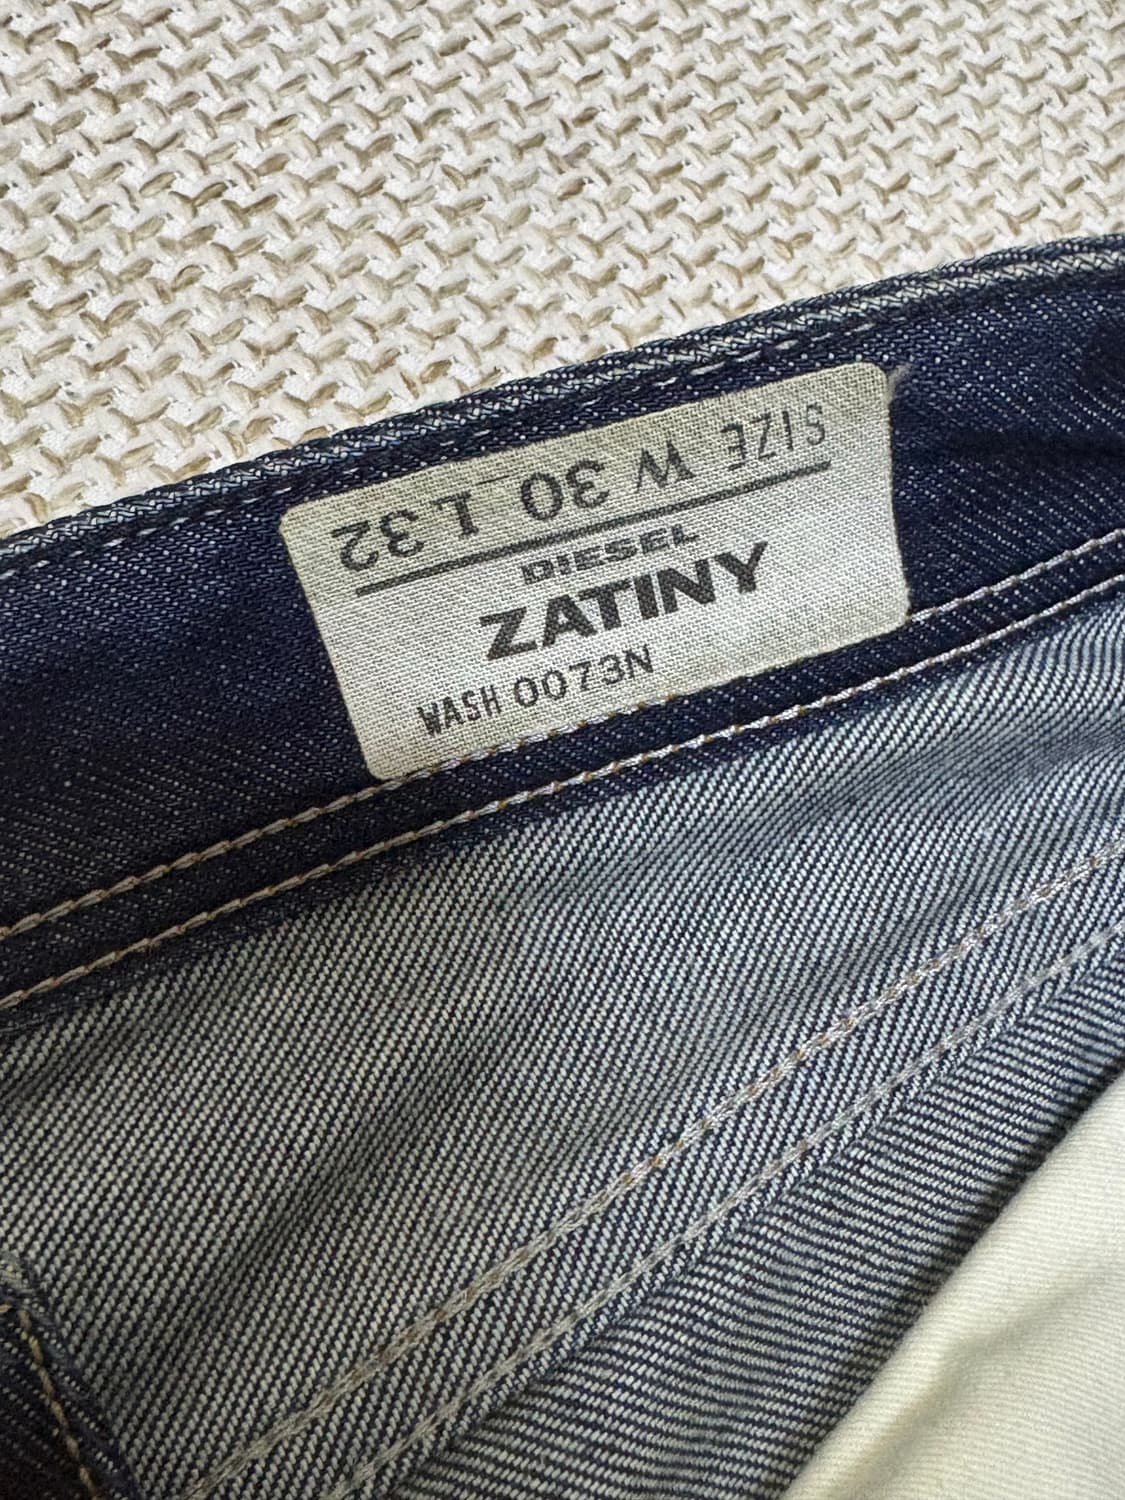 SIZE W 30 L 32
DIESEL
ZATINY
WASH 0073N